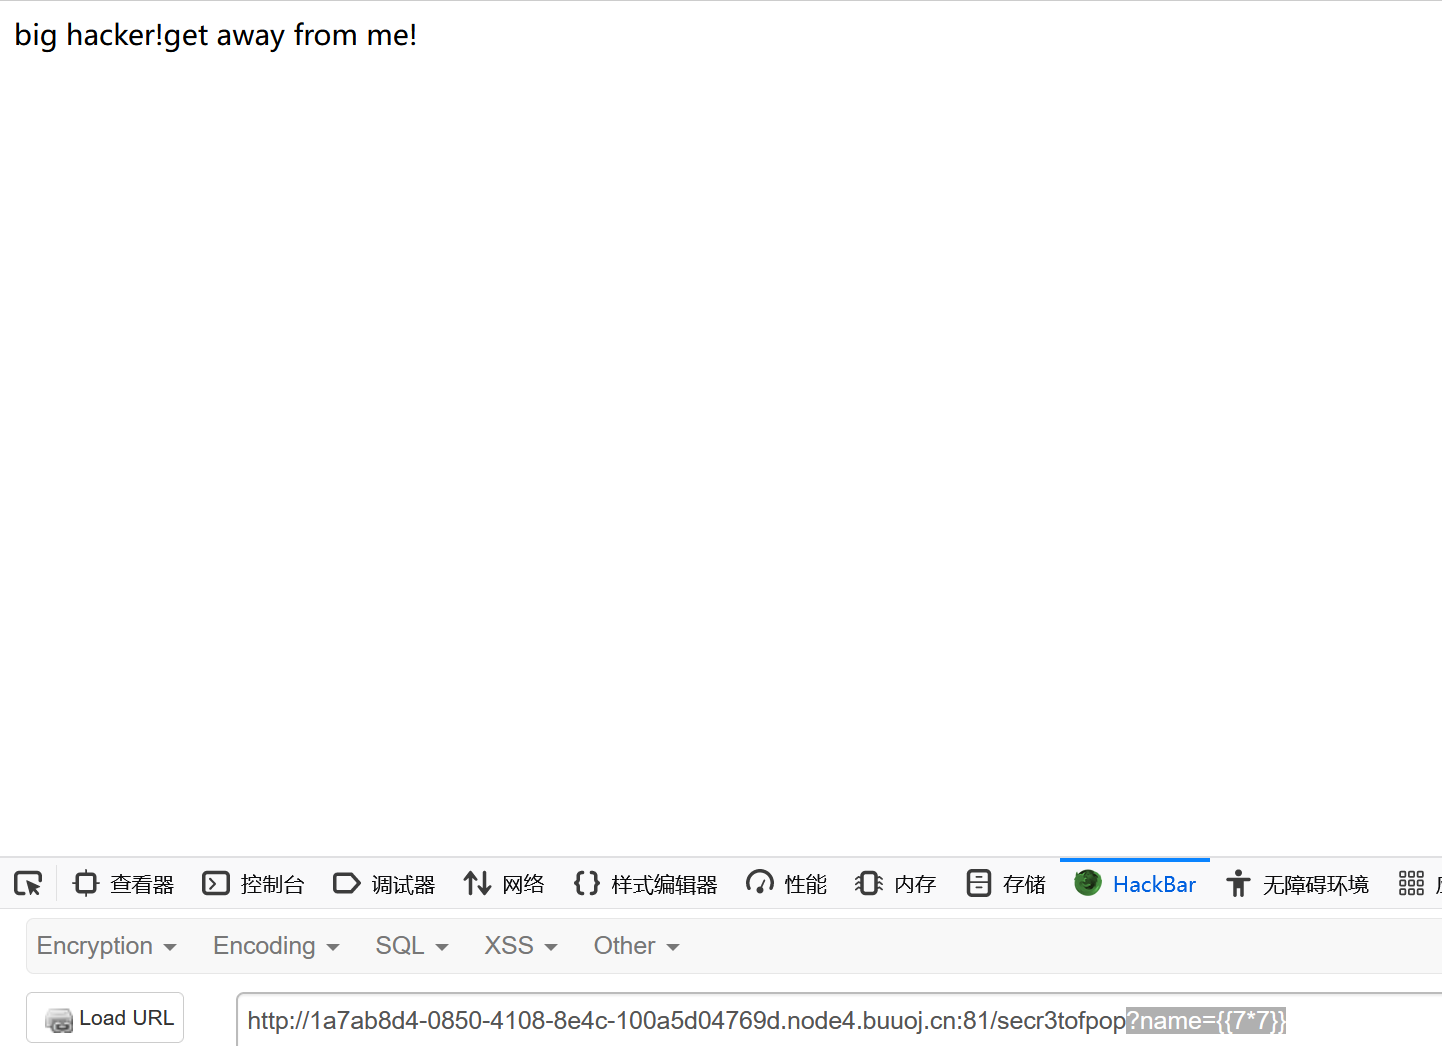 big hacker!get away from me!
查看器 控制台 调试器 网络 样式编辑器 性能 内存 存储 HackBar 无障碍环境
Encryption Encoding SQL XSS Other
Load URL http://1a7ab8d4-0850-4108-8e4c-100a5d04769d.node4.buuoj.cn:81/secr3tofpop?name={{7*7}}